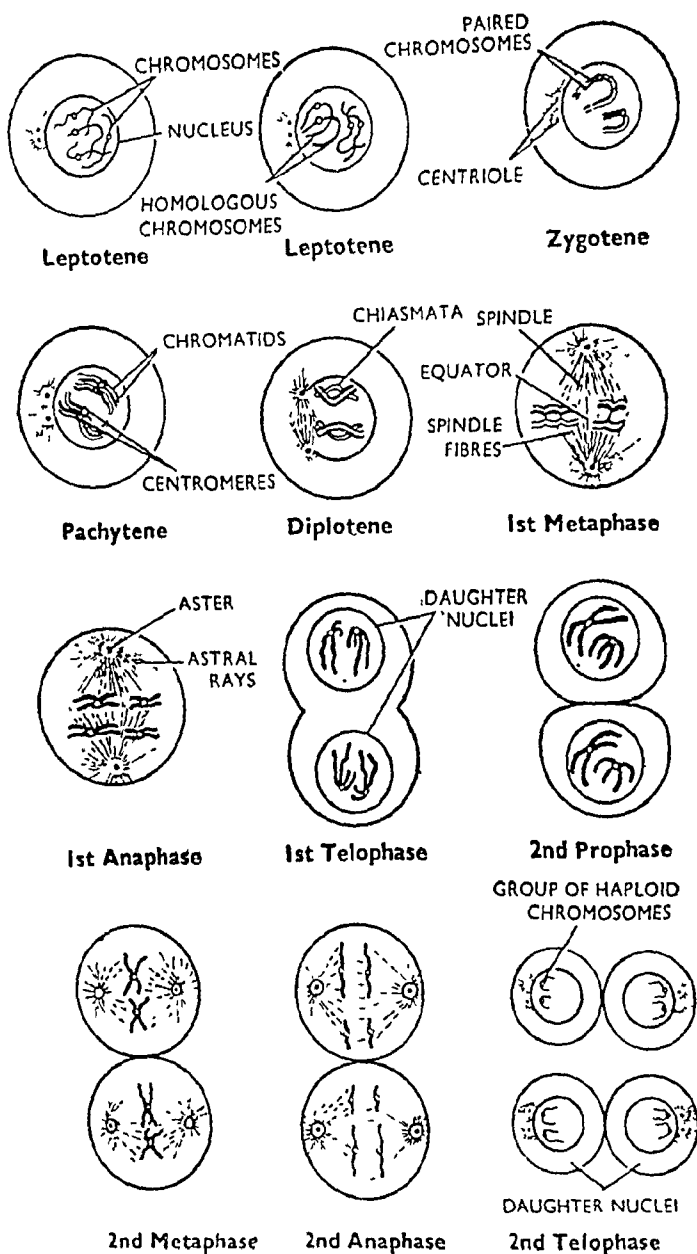 PAIRED
CHROMOSOMES
CHROMOSOMES
NUCLEUS
HOMOLOGOUS
CHROMOSOMES
CENTRIOLE
Leptotene
Leptotene
Zygotene
CHROMATIDS
CENTROMERES
CHIASMATA
SPINDLE
EQUATOR
SPINDLE
FIBRES
Pachytene
Diplotene
1st Metaphase
ASTER
ASTRAL
RAYS
DAUGHTER
NUCLEI
1st Anaphase
1st Telophase
2nd Prophase
GROUP OF HAPLOID
CHROMOSOMES
DAUGHTER NUCLEI
2nd Metaphase
2nd Anaphase
2nd Telophase